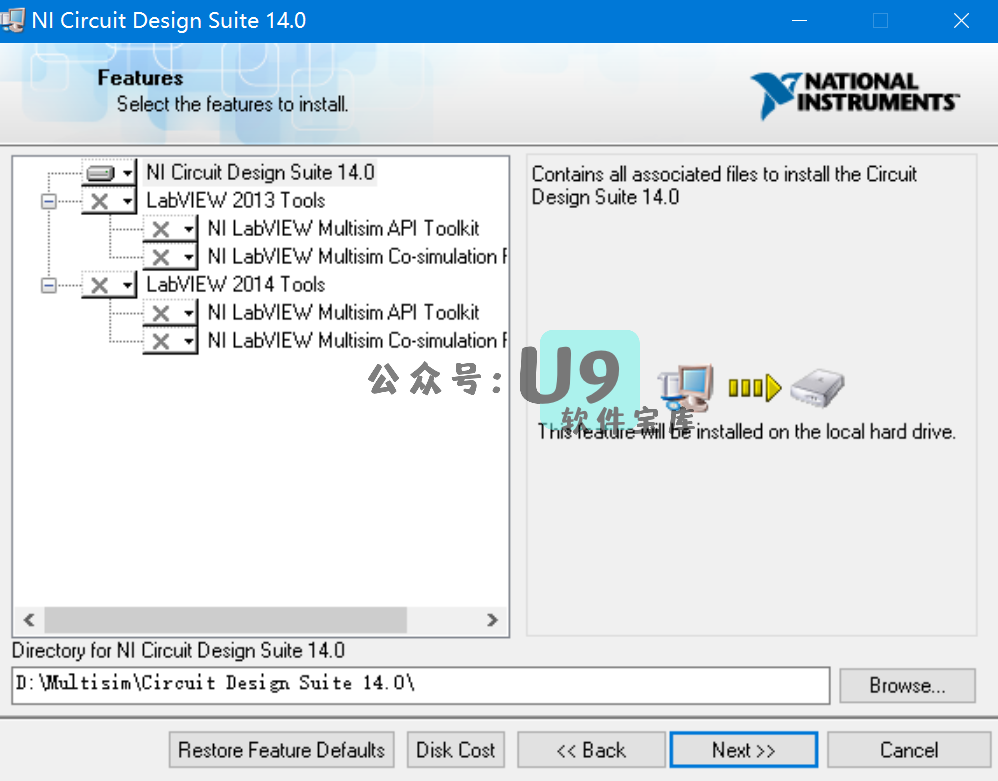 NI Circuit Design Suite 14.0
Features
Select the features to install.
NATIONAL
INSTRUMENTS
NI Circuit Design Suite 14.0
LabVIEW 2013 Tools
NI LabVIEW Multisim API Toolkit
NI LabVIEW Multisim Co-simulation
LabVIEW 2014 Tools
NI LabVIEW Multisim API Toolkit
NI LabVIEW Multisim Co-simulation
Contains all associated files to install the Circuit
Design Suite 14.0
公众号:U9
软件宝库
This feature will be installed on the local hard drive.
Directory for NI Circuit Design Suite 14.0
D:\Multisim\Circuit Design Suite 14.0\
Browse...
Restore Feature Defaults
Disk Cost
<< Back
Next >>
Cancel